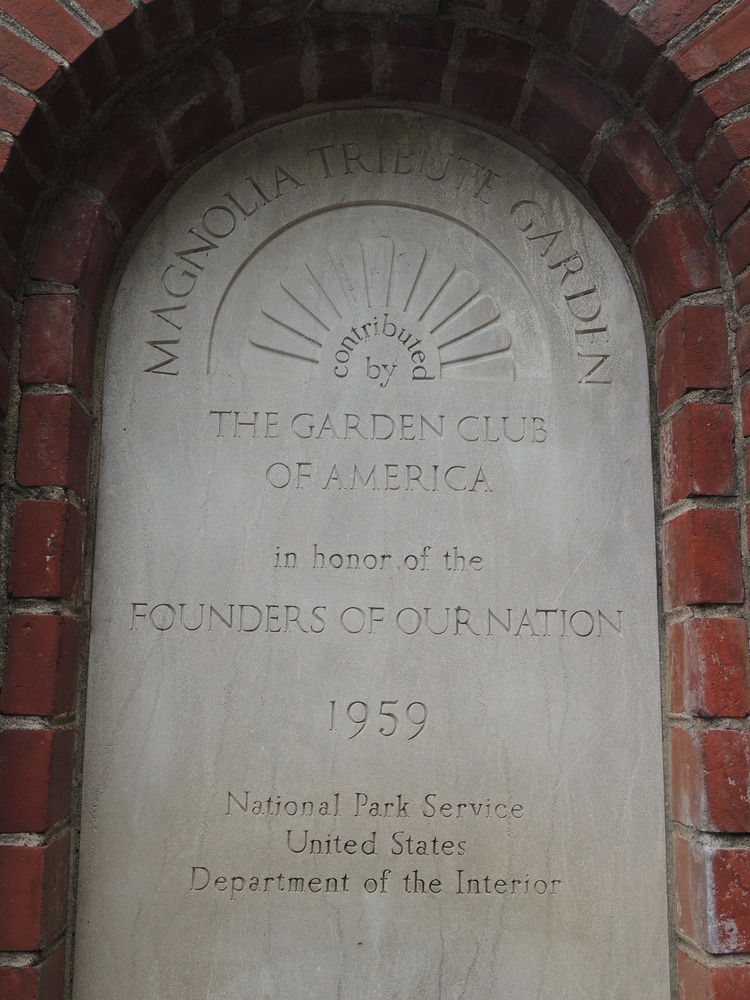 MAGNOLIA TRIBUTE GARDEN
contributed
by
THE GARDEN CLUB
OF AMERICA
in honor of the
FOUNDERS OF OUR NATION
1959
National Park Service
United States
Department of the Interior